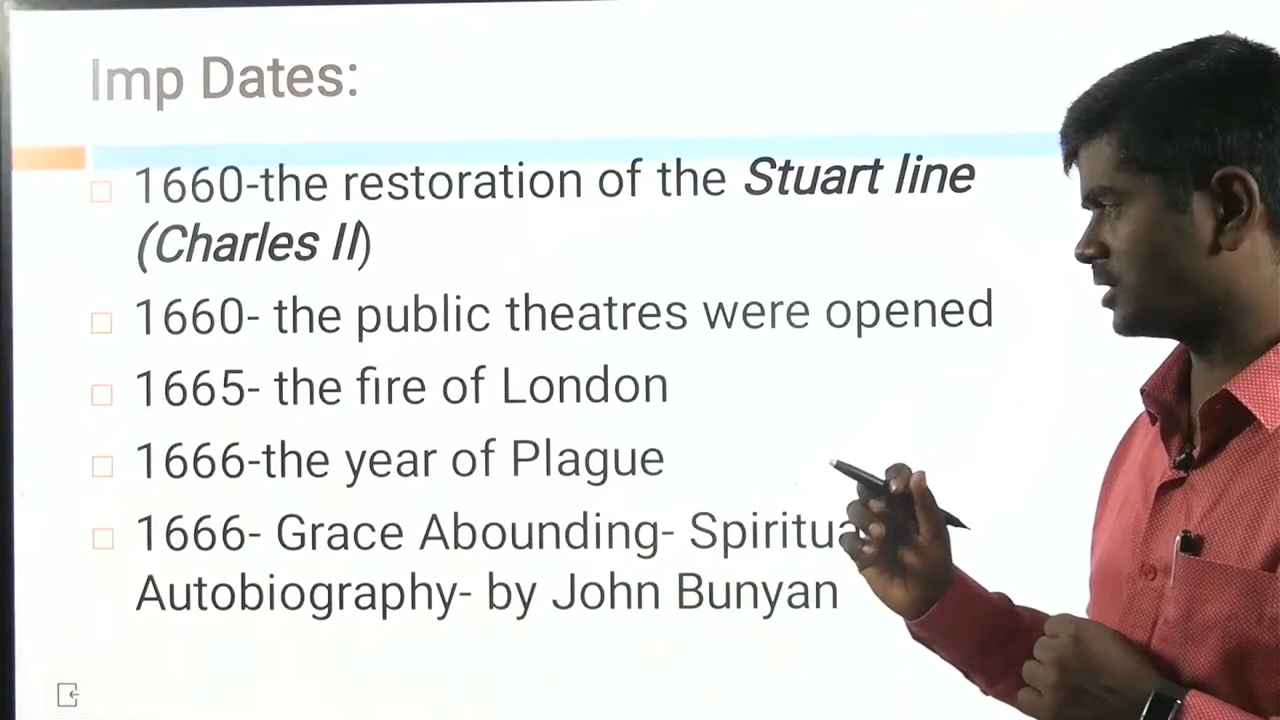 Imp Dates:
1660-the restoration of the Stuart line
(Charles II)
1660- the public theatres were opened
1665- the fire of London
1666-the year of Plague
1666- Grace Abounding- Spiritua
Autobiography- by John Bunyan